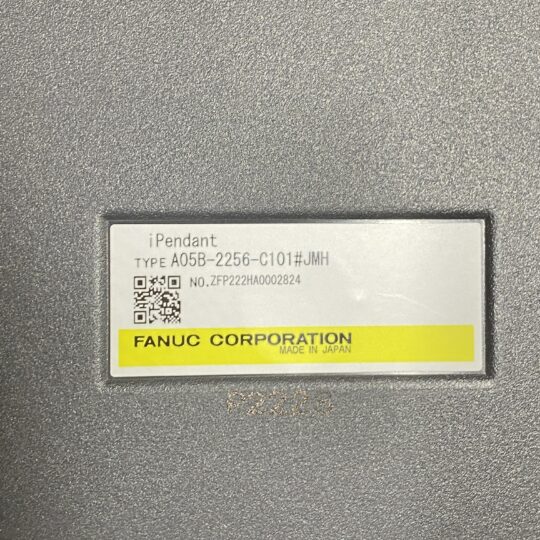 iPendant
TYPE A05B-2256-C101#JMH
NO.ZFP222HA0002824
FANUC CORPORATION
MADE IN JAPAN